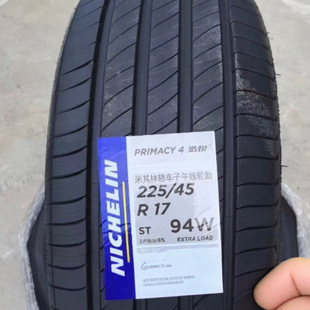 PRIMACY 4 浩悦
NICHELIN
米其林轿车子午线轮胎
225/45
R 17 94W
ST EXTRA LOAD